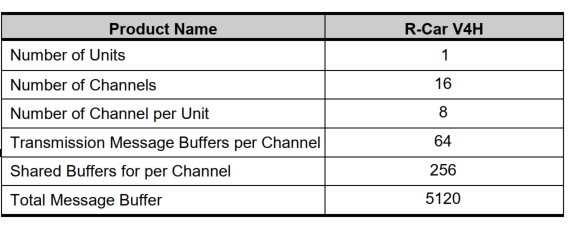 Product Name R-Car V4H
Number of Units 1
Number of Channels 16
Number of Channel per Unit 8
Transmission Message Buffers per Channel 64
Shared Buffers for per Channel 256
Total Message Buffer 5120